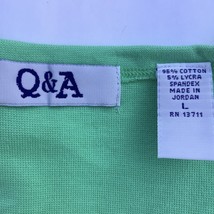 Q&A
95% COTTON
5% LYCRA
SPANDEX
MADE IN
JORDAN
L
RN 13711